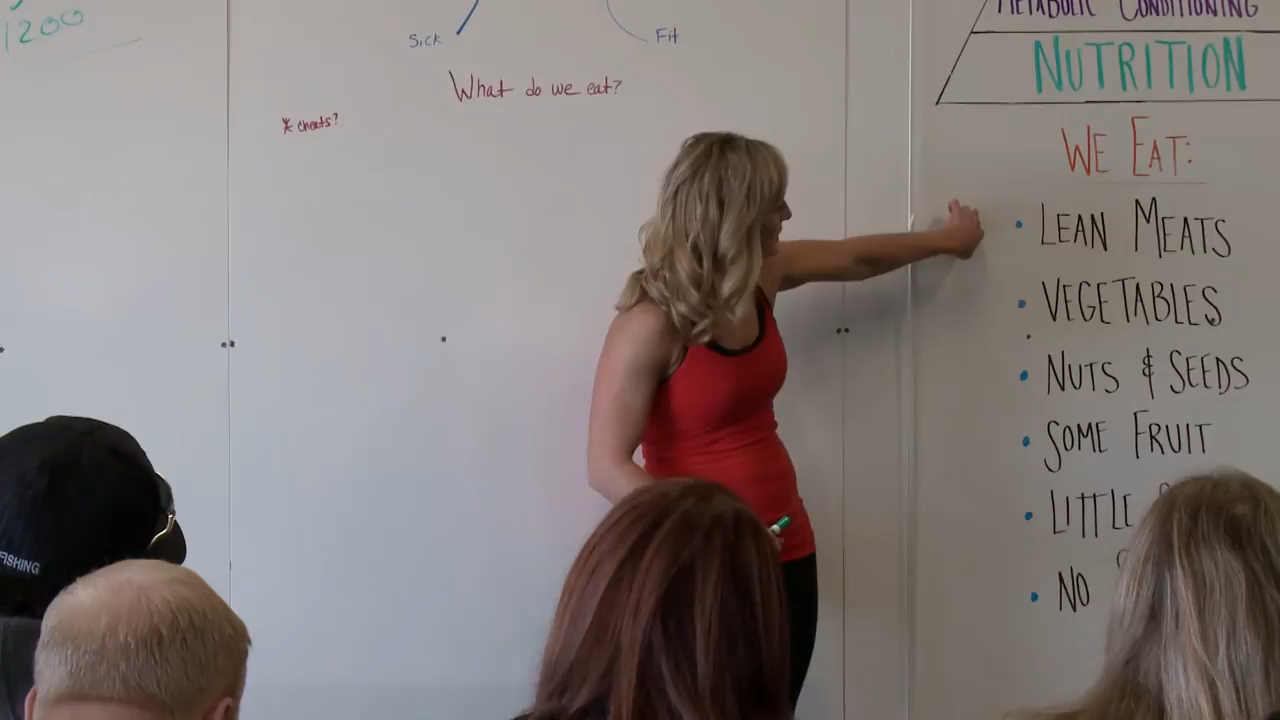 1200
Sick
Fit
What do we eat?
* cheats?
METABOLIC CONDITIONING
NUTRITION
WE EAT:
• LEAN MEATS
• VEGETABLES
• NUTS & SEEDS
• SOME FRUIT
• LITTLE
• NO
FISHING